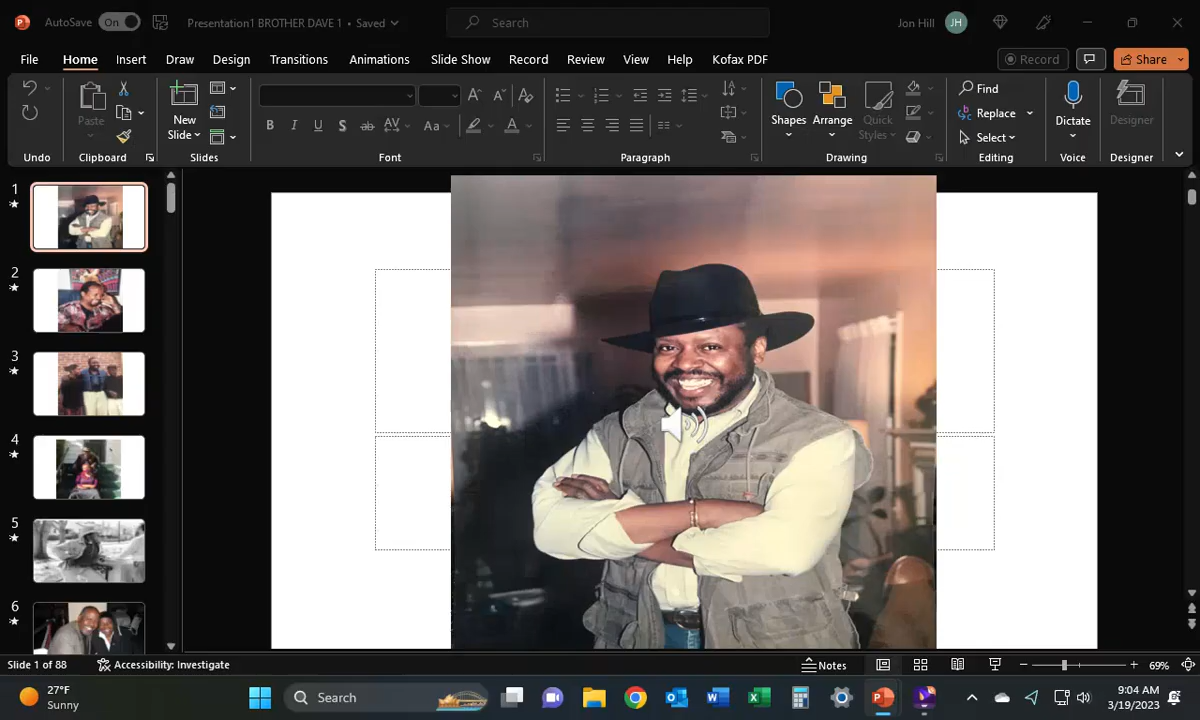 AutoSave On Presentation1 BROTHER DAVE 1 • Saved Search Jon Hill JH
File Home Insert Draw Design Transitions Animations Slide Show Record Review View Help Kofax PDF Record Share
Paste New Slide Shapes Arrange Quick Styles Find Replace Select Dictate Designer
B I U S ab AV Aa A
Undo Clipboard Slides Font Paragraph Drawing Editing Voice Designer
1
2
3
4
5
6
Slide 1 of 88 Accessibility: Investigate Notes 69%
27°F
Sunny
Search
9:04 AM
3/19/2023